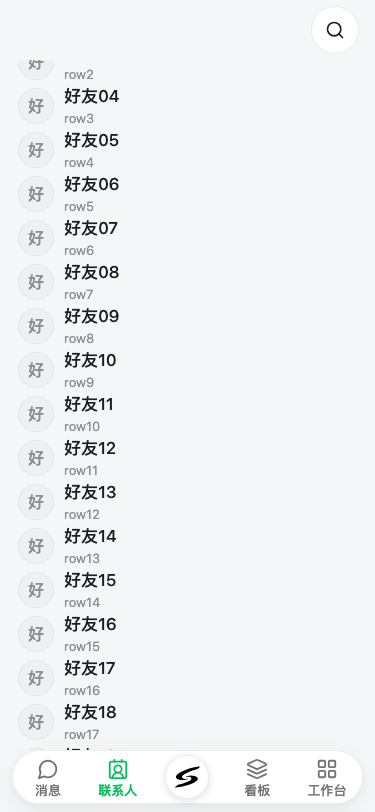 好
row2
好
好友04
row3
好
好友05
row4
好
好友06
row5
好
好友07
row6
好
好友08
row7
好
好友09
row8
好
好友10
row9
好
好友11
row10
好
好友12
row11
好
好友13
row12
好
好友14
row13
好
好友15
row14
好
好友16
row15
好
好友17
row16
好
好友18
row17
消息
联系人
看板
工作台